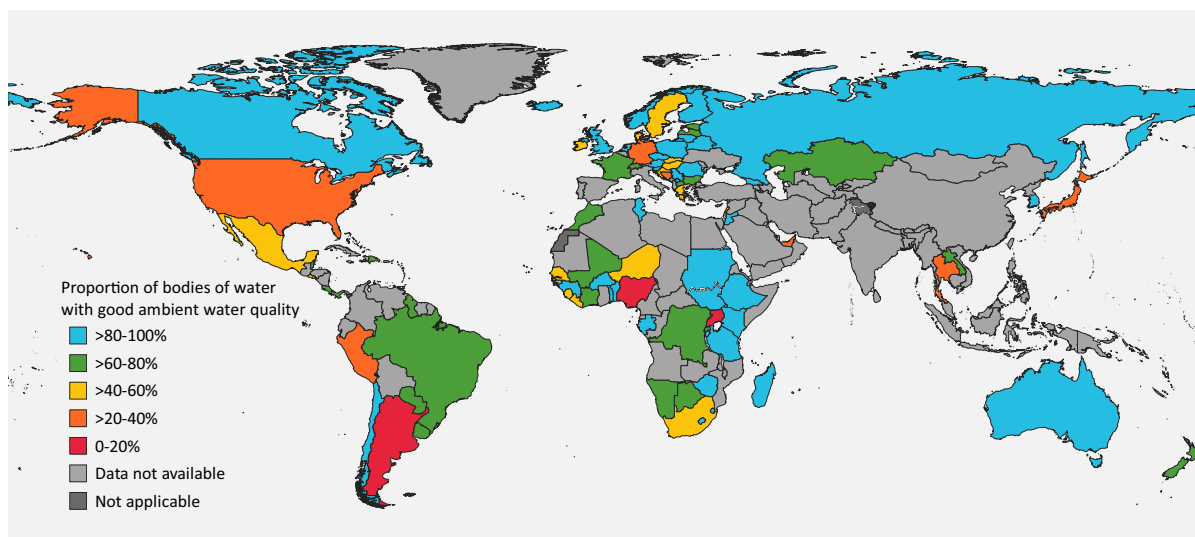 Proportion of bodies of water
with good ambient water quality
>80-100%
>60-80%
>40-60%
>20-40%
0-20%
Data not available
Not applicable